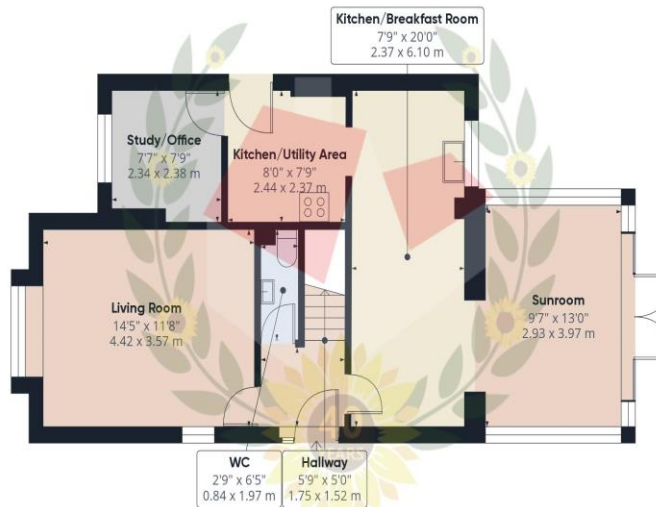 Kitchen/Breakfast Room
7'9" x 20'0"
2.37 x 6.10 m
Study/Office
7'7" x 7'9"
2.34 x 2.38 m
Kitchen/Utility Area
8'0" x 7'9"
2.44 x 2.37 m
Living Room
14'5" x 11'8"
4.42 x 3.57 m
Sunroom
9'7" x 13'0"
2.93 x 3.97 m
40
YEARS
WC
2'9" x 6'5"
0.84 x 1.97 m
Hallway
5'9" x 5'0"
1.75 x 1.52 m